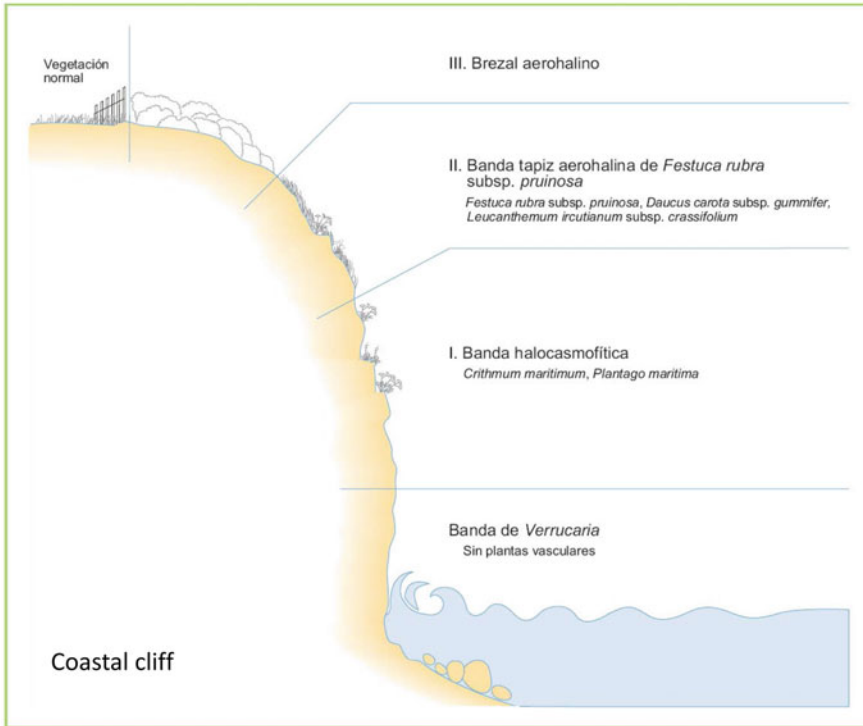 Vegetación
normal
III. Brezal aerohalino
II. Banda tapiz aerohalina de Festuca rubra
subsp. pruinosa
Festuca rubra subsp. pruinosa, Daucus carota subsp. gummifer,
Leucanthemum ircutianum subsp. crassifolium
I. Banda halocasmofítica
Crithmum maritimum, Plantago maritima
Banda de Verrucaria
Sin plantas vasculares
Coastal cliff